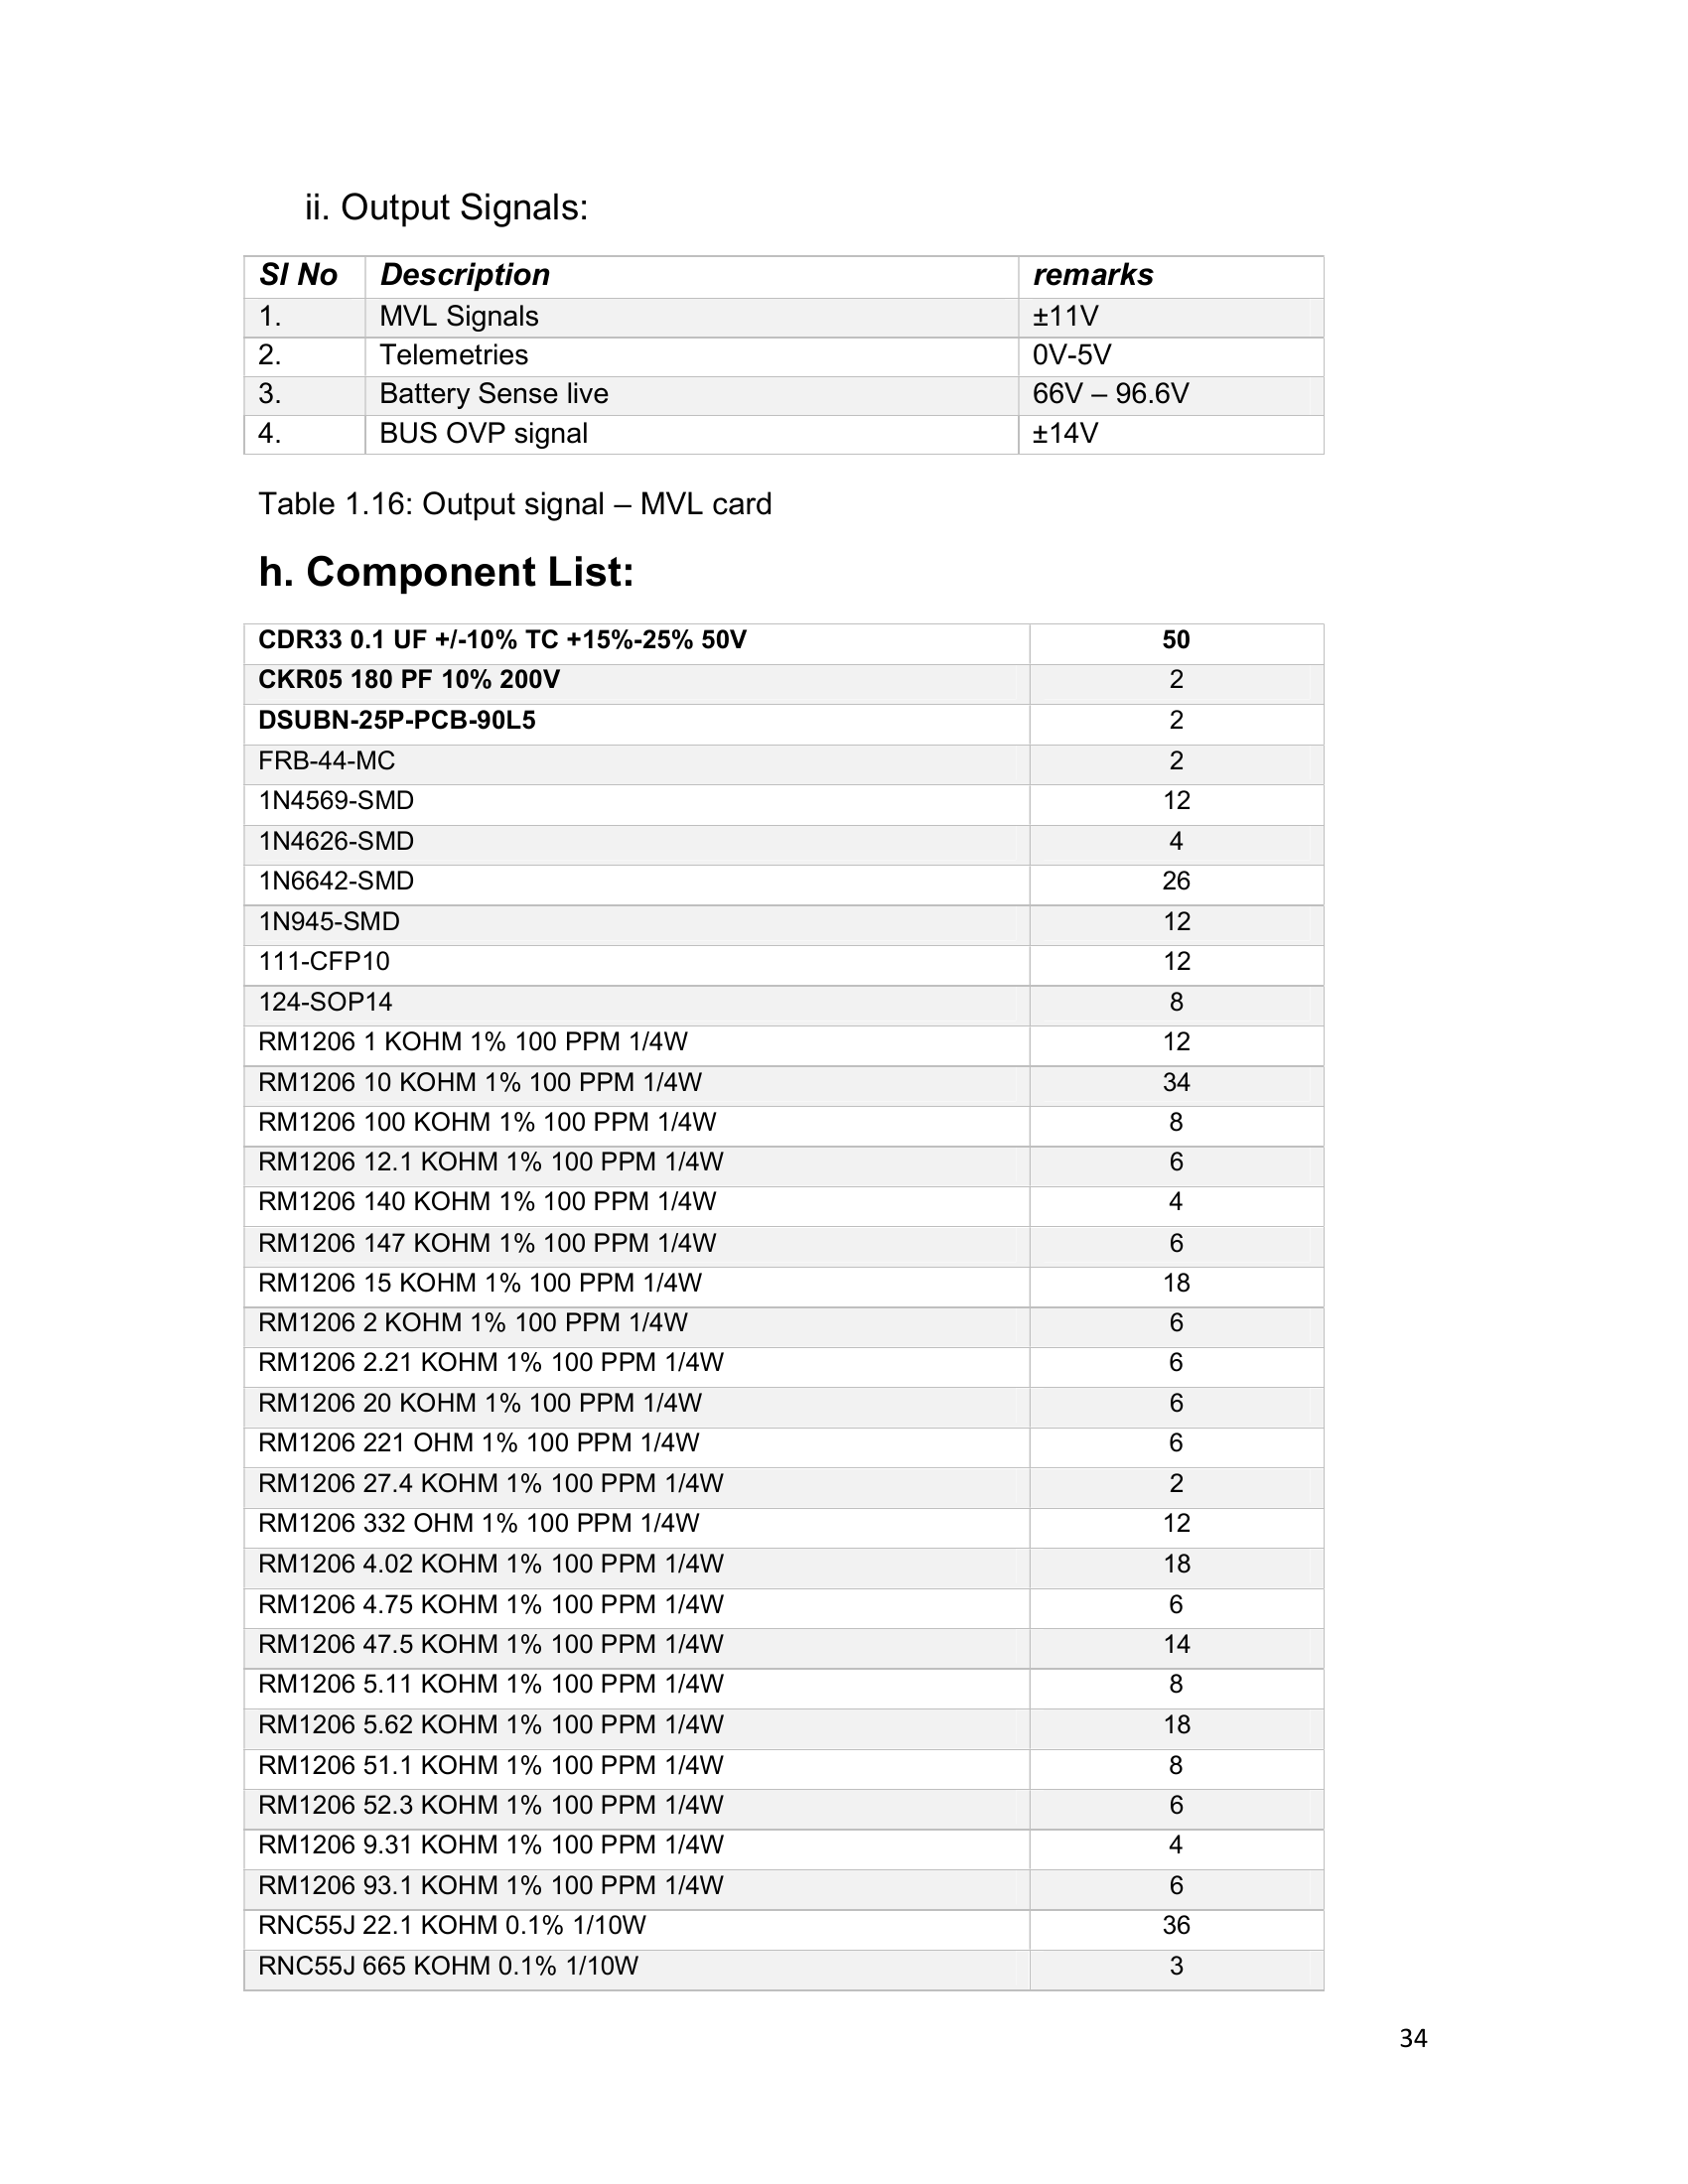 ii. Output Signals:
Sl No Description remarks
1. MVL Signals ±11V
2. Telemetries 0V-5V
3. Battery Sense live 66V – 96.6V
4. BUS OVP signal ±14V
Table 1.16: Output signal – MVL card
h. Component List:
CDR33 0.1 UF +/-10% TC +15%-25% 50V 50
CKR05 180 PF 10% 200V 2
DSUBN-25P-PCB-90L5 2
FRB-44-MC 2
1N4569-SMD 12
1N4626-SMD 4
1N6642-SMD 26
1N945-SMD 12
111-CFP10 12
124-SOP14 8
RM1206 1 KOHM 1% 100 PPM 1/4W 12
RM1206 10 KOHM 1% 100 PPM 1/4W 34
RM1206 100 KOHM 1% 100 PPM 1/4W 8
RM1206 12.1 KOHM 1% 100 PPM 1/4W 6
RM1206 140 KOHM 1% 100 PPM 1/4W 4
RM1206 147 KOHM 1% 100 PPM 1/4W 6
RM1206 15 KOHM 1% 100 PPM 1/4W 18
RM1206 2 KOHM 1% 100 PPM 1/4W 6
RM1206 2.21 KOHM 1% 100 PPM 1/4W 6
RM1206 20 KOHM 1% 100 PPM 1/4W 6
RM1206 221 OHM 1% 100 PPM 1/4W 6
RM1206 27.4 KOHM 1% 100 PPM 1/4W 2
RM1206 332 OHM 1% 100 PPM 1/4W 12
RM1206 4.02 KOHM 1% 100 PPM 1/4W 18
RM1206 4.75 KOHM 1% 100 PPM 1/4W 6
RM1206 47.5 KOHM 1% 100 PPM 1/4W 14
RM1206 5.11 KOHM 1% 100 PPM 1/4W 8
RM1206 5.62 KOHM 1% 100 PPM 1/4W 18
RM1206 51.1 KOHM 1% 100 PPM 1/4W 8
RM1206 52.3 KOHM 1% 100 PPM 1/4W 6
RM1206 9.31 KOHM 1% 100 PPM 1/4W 4
RM1206 93.1 KOHM 1% 100 PPM 1/4W 6
RNC55J 22.1 KOHM 0.1% 1/10W 36
RNC55J 665 KOHM 0.1% 1/10W 3
34